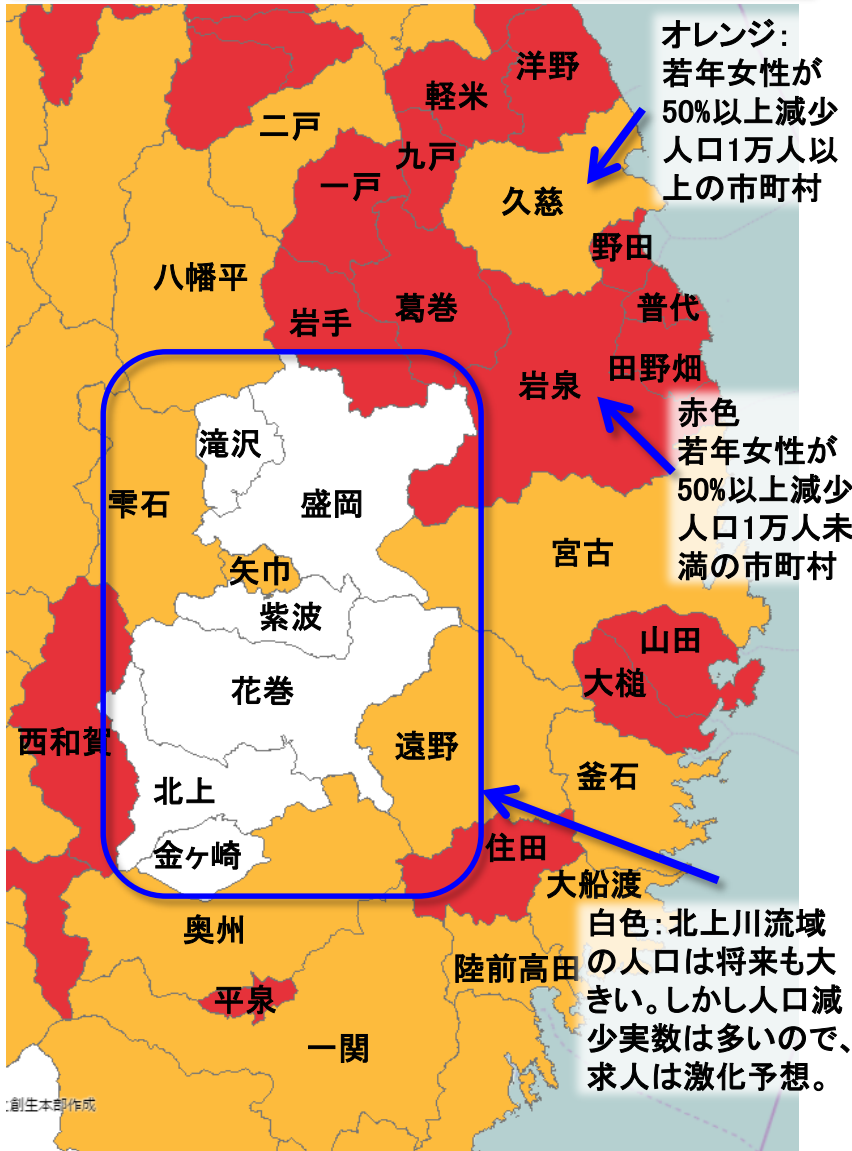 オレンジ：
若年女性が
50%以上減少
人口1万人以
上の市町村
洋野
軽米
二戸
九戸
一戸
久慈
野田
八幡平
普代
葛巻
岩手
田野畑
岩泉
赤色
若年女性が
50%以上減少
人口1万人未
満の市町村
滝沢
雫石
盛岡
宮古
矢巾
紫波
山田
大槌
花巻
西和賀
遠野
釜石
北上
金ヶ崎
住田
大船渡
奥州
白色：北上川流域
の人口は将来も大
きい。しかし人口減
少実数は多いので、
求人は激化予想。
陸前高田
平泉
一関
創生本部作成